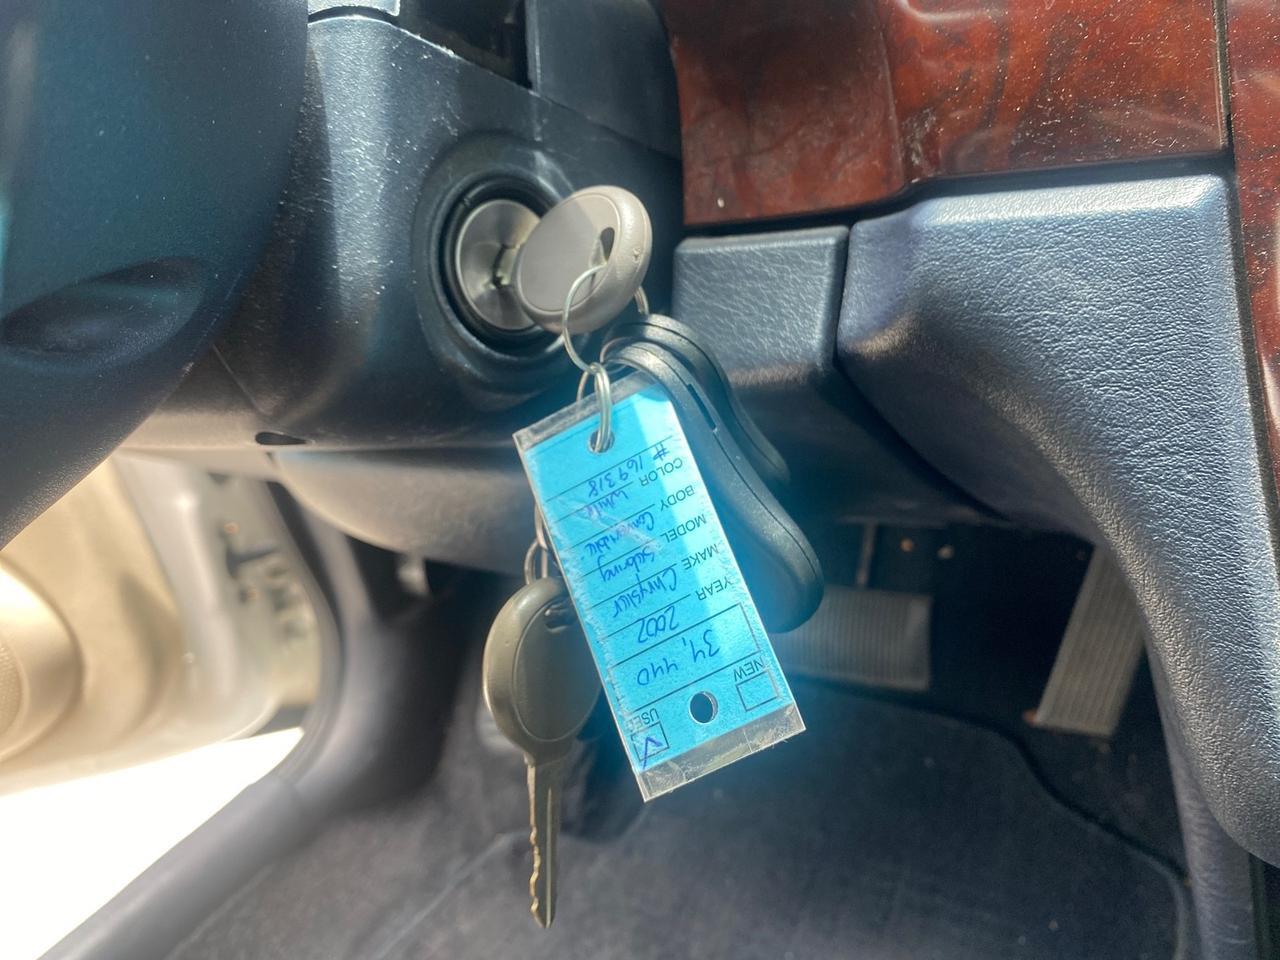 NEW USED
34,440
YEAR 2002
MAKE Chrysler
MODEL Sebring
BODY Convertible
COLOR White
# 169318